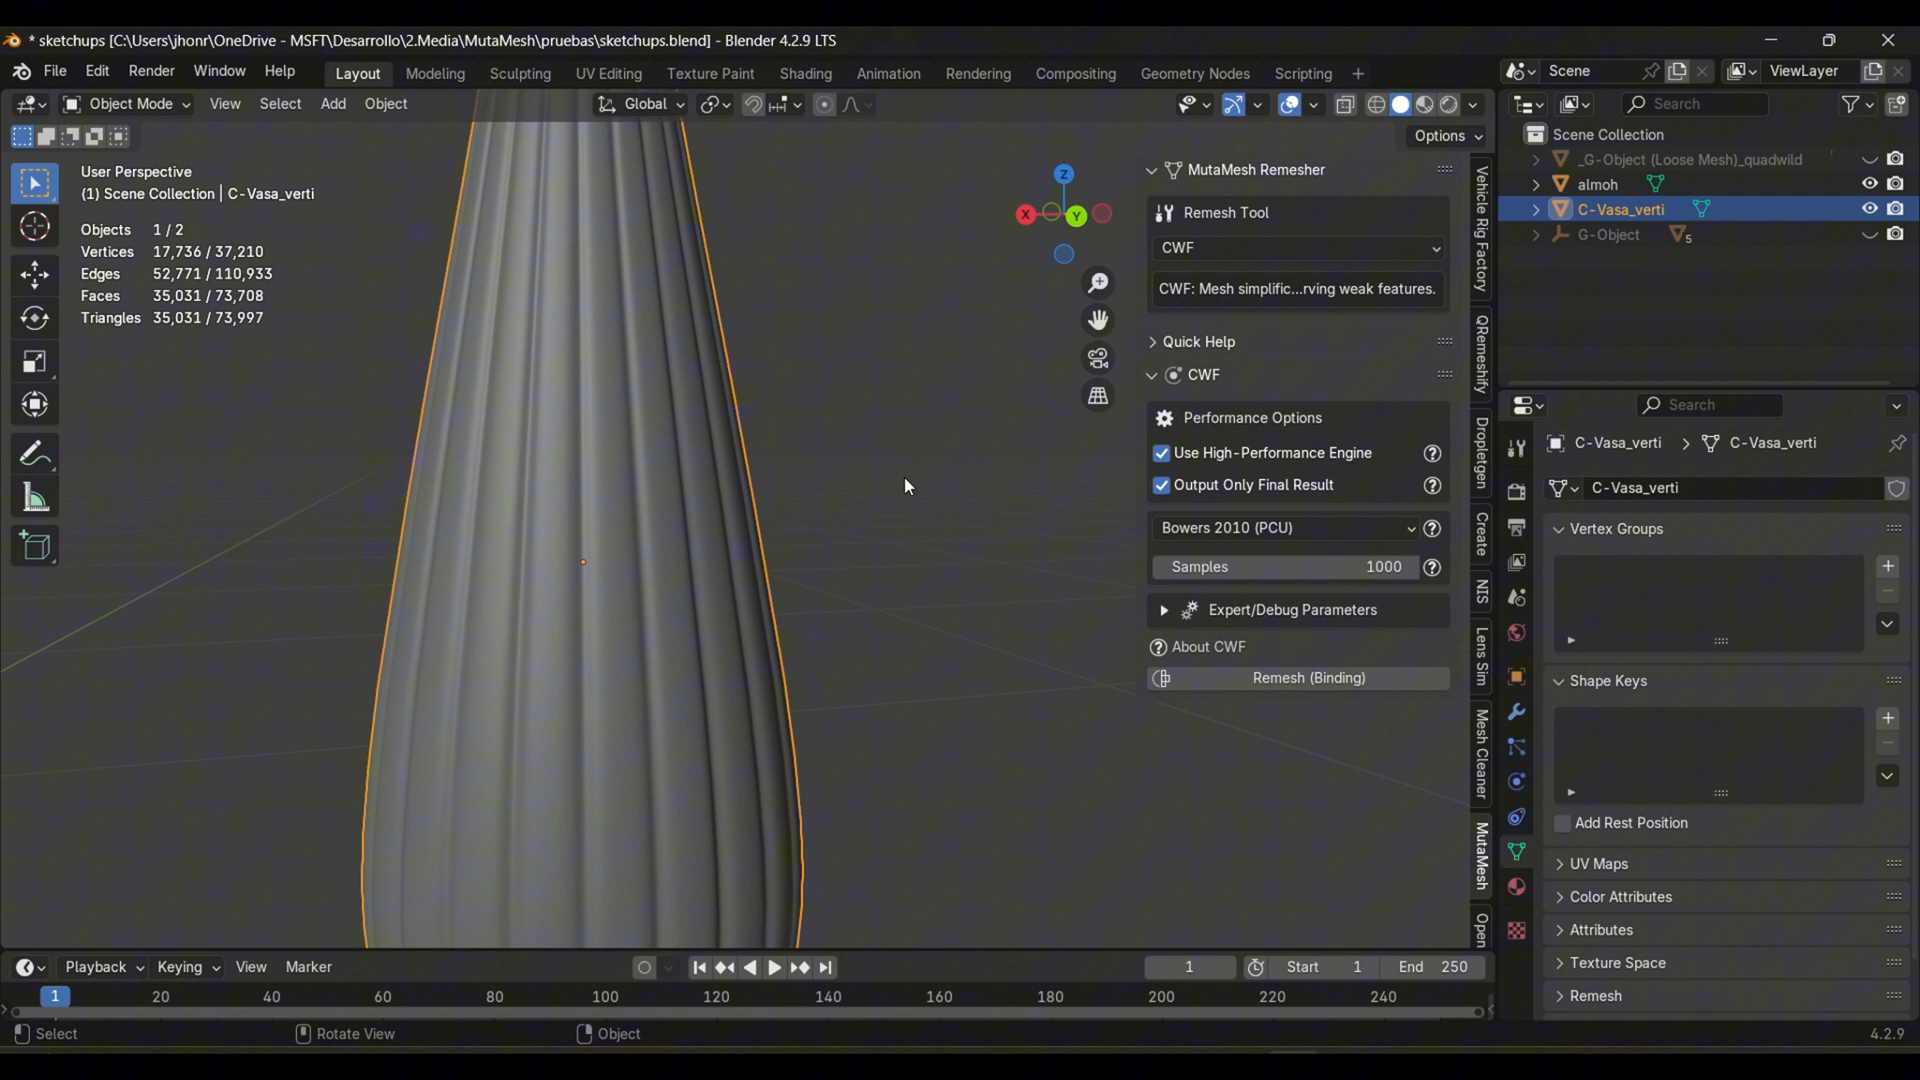 * sketchups [C:\Users\jhonr\OneDrive - MSFT\Desarrollo\2.Media\MutaMesh\pruebas\sketchups.blend] - Blender 4.2.9 LTS
File Edit Render Window Help Layout Modeling Sculpting UV Editing Texture Paint Shading Animation Rendering Compositing Geometry Nodes Scripting + Scene ViewLayer
Object Mode View Select Add Object Global Search
Options
Scene Collection
_G-Object (Loose Mesh)_quadwild
almoh
C-Vasa_verti
G-Object 5
User Perspective
(1) Scene Collection | C-Vasa_verti
Objects 1 / 2
Vertices 17,736 / 37,210
Edges 52,771 / 110,933
Faces 35,031 / 73,708
Triangles 35,031 / 73,997
Z
X
Y
MutaMesh Remesher
Remesh Tool
CWF
CWF: Mesh simplific...rving weak features.
Quick Help
CWF
Performance Options
Use High-Performance Engine
Output Only Final Result
Bowers 2010 (PCU)
Samples 1000
Expert/Debug Parameters
About CWF
Remesh (Binding)
Vehicle Rig Factory
QRemeshify
Dropletgen
Create
NIS
Lens Sim
Mesh Cleaner
MutaMesh
Open
Search
C-Vasa_verti > C-Vasa_verti
C-Vasa_verti
Vertex Groups
Shape Keys
Add Rest Position
UV Maps
Color Attributes
Attributes
Texture Space
Remesh
Playback Keying View Marker 1 Start 1 End 250
1 20 40 60 80 100 120 140 160 180 200 220 240
Select Rotate View Object 4.2.9